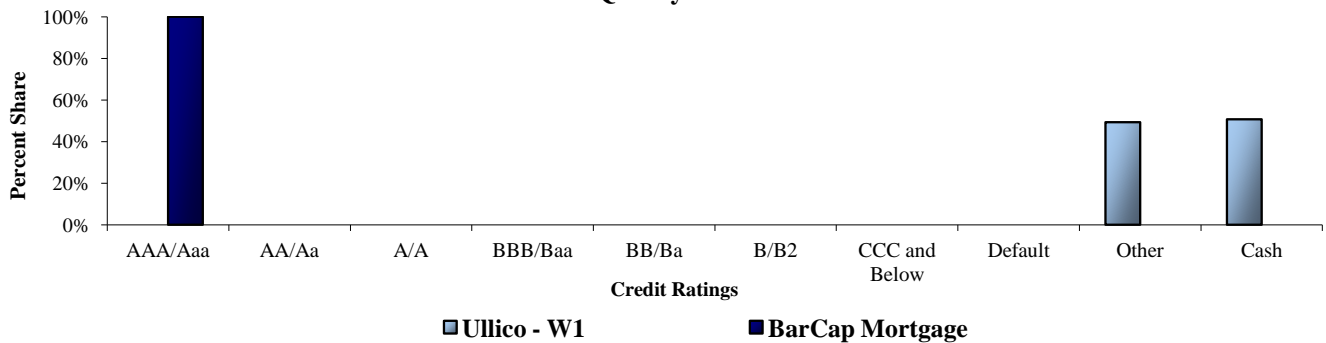 100%
80%
60%
40%
20%
0%
Percent Share
AAA/Aaa AA/Aa A/A BBB/Baa BB/Ba B/B2 CCC and Below Default Other Cash
Credit Ratings
Ullico - W1 BarCap Mortgage